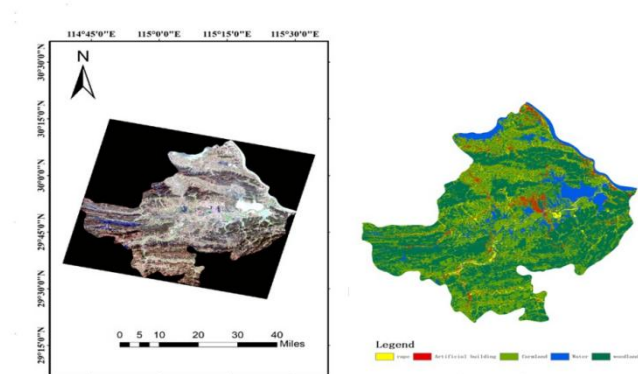 114°45'0"E 115°0'0"E 115°15'0"E 115°30'0"E
N
30°30'0"N
30°15'0"N
30°0'0"N
29°45'0"N
29°30'0"N
29°15'0"N
0 5 10 20 30 40
Miles
Legend
rape Artificial building farmland Water woodland